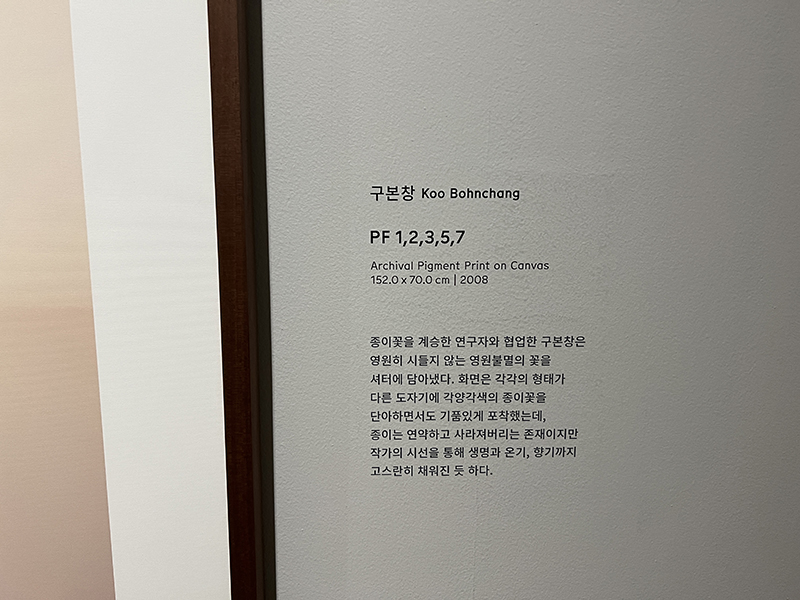 구본창 Koo Bohnchang
PF 1,2,3,5,7
Archival Pigment Print on Canvas
152.0 x 70.0 cm | 2008
종이꽃을 계승한 연구자와 협업한 구본창은
영원히 시들지 않는 영원불멸의 꽃을
셔터에 담아냈다. 화면은 각각의 형태가
다른 도자기에 각양각색의 종이꽃을
단아하면서도 기품있게 포착했는데,
종이는 연약하고 사라져버리는 존재이지만
작가의 시선을 통해 생명과 온기, 향기까지
고스란히 채워진 듯 하다.